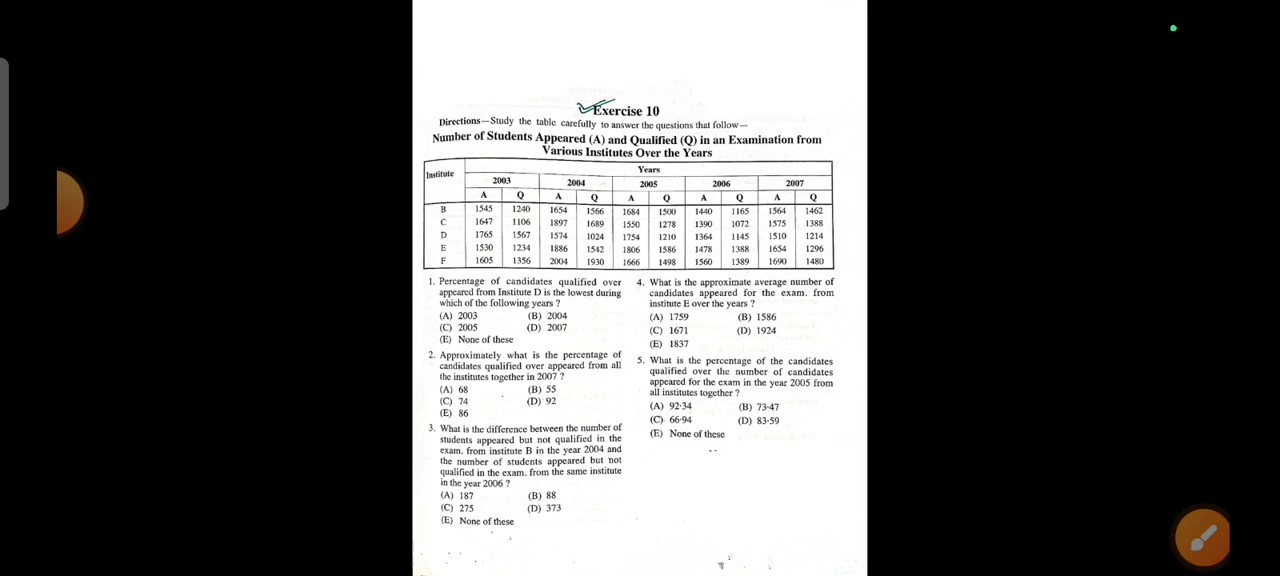 Exercise 10
Directions—Study the table carefully to answer the questions that follow—
Number of Students Appeared (A) and Qualified (Q) in an Examination from
Various Institutes Over the Years
Institute Years
2003 2004 2005 2006 2007
A Q A Q A Q A Q A Q
B 1545 1240 1654 1566 1684 1500 1440 1165 1564 1462
C 1647 1106 1897 1689 1550 1278 1390 1072 1575 1388
D 1765 1567 1574 1024 1754 1210 1364 1145 1510 1214
E 1530 1234 1886 1542 1806 1586 1478 1388 1654 1296
F 1605 1356 2004 1930 1666 1498 1560 1389 1690 1480
1. Percentage of candidates qualified over
appeared from Institute D is the lowest during
which of the following years ?
(A) 2003 (B) 2004
(C) 2005 (D) 2007
(E) None of these
2. Approximately what is the percentage of
candidates qualified over appeared from all
the institutes together in 2007 ?
(A) 68 (B) 55
(C) 74 (D) 92
(E) 86
3. What is the difference between the number of
students appeared but not qualified in the
exam. from institute B in the year 2004 and
the number of students appeared but not
qualified in the exam. from the same institute
in the year 2006 ?
(A) 187 (B) 88
(C) 275 (D) 373
(E) None of these
4. What is the approximate average number of
candidates appeared for the exam. from
institute E over the years ?
(A) 1759 (B) 1586
(C) 1671 (D) 1924
(E) 1837
5. What is the percentage of the candidates
qualified over the number of candidates
appeared for the exam in the year 2005 from
all institutes together ?
(A) 92·34 (B) 73·47
(C) 66·94 (D) 83·59
(E) None of these